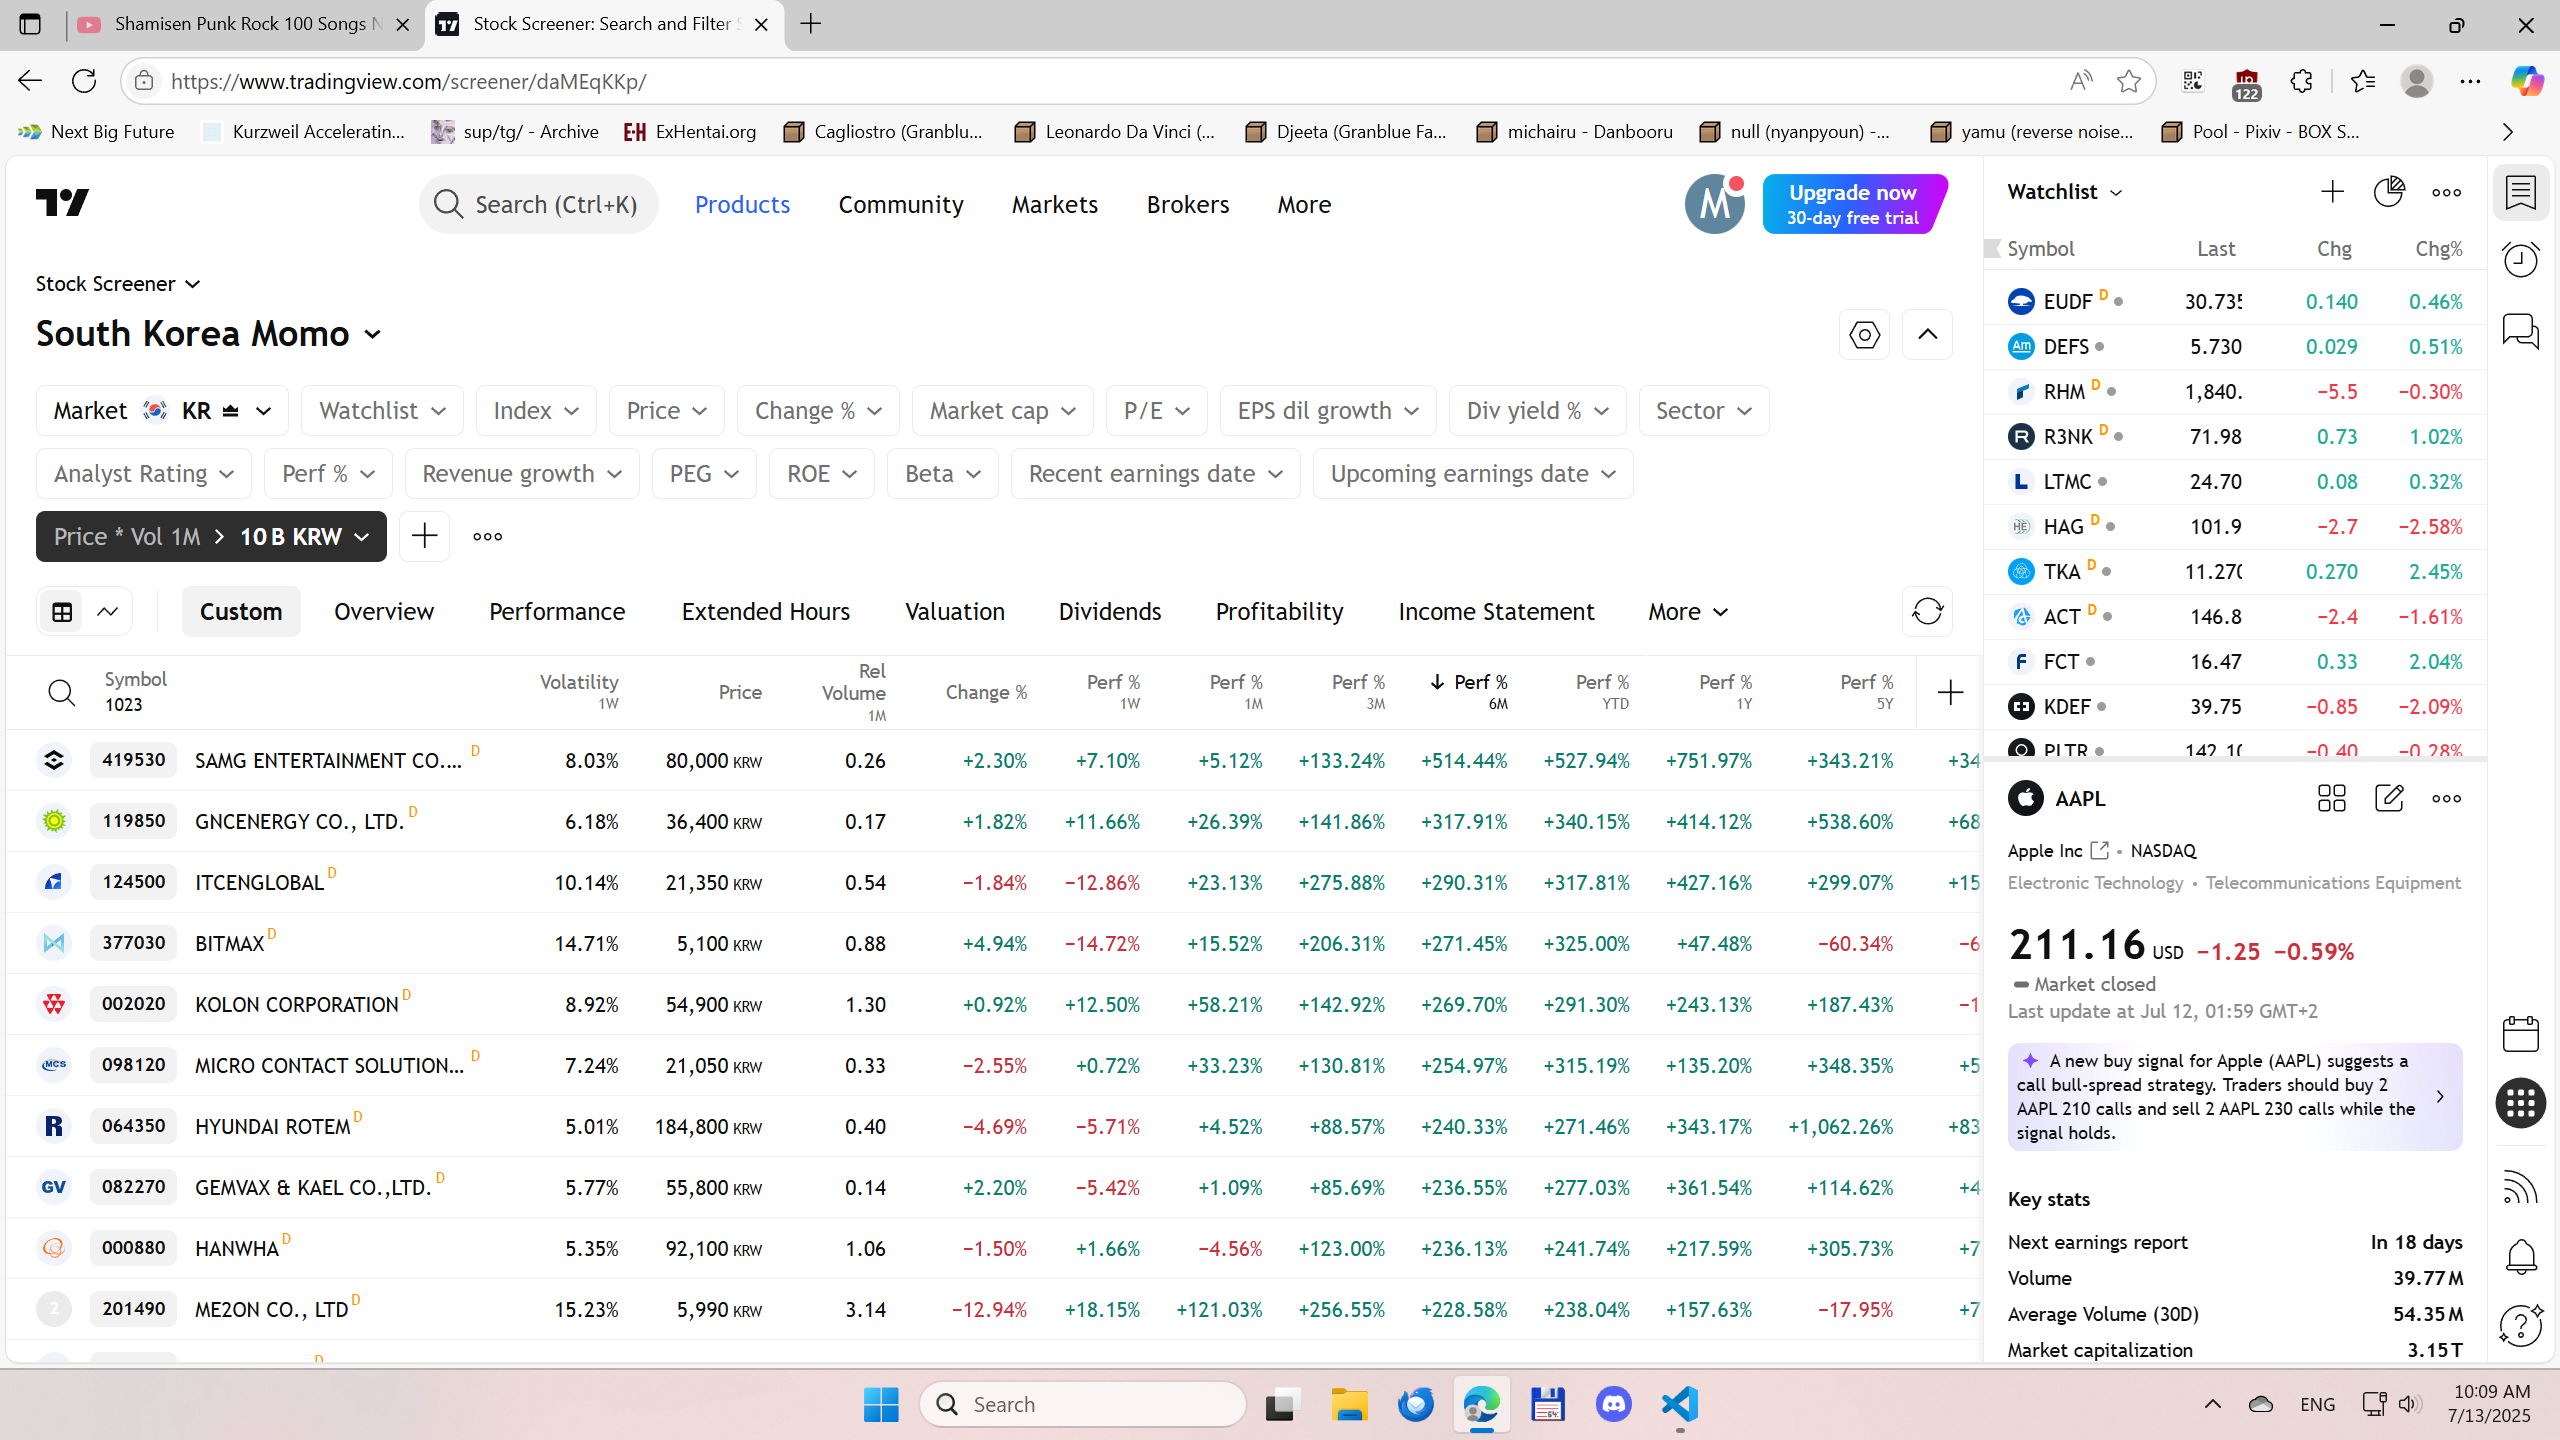 Shamisen Punk Rock 100 Songs N
Stock Screener: Search and Filter S
https://www.tradingview.com/screener/daMEqKKp/
122
Next Big Future
Kurzweil Acceleratin...
sup/tg/ - Archive
ExHentai.org
Cagliostro (Granblu...
Leonardo Da Vinci (...
Djeeta (Granblue Fa...
michairu - Danbooru
null (nyanpyoun) -...
yamu (reverse noise...
Pool - Pixiv - BOX S...
Search (Ctrl+K)
Products
Community
Markets
Brokers
More
M
Upgrade now
30-day free trial
Stock Screener
South Korea Momo
Market KR
Watchlist
Index
Price
Change %
Market cap
P/E
EPS dil growth
Div yield %
Sector
Analyst Rating
Perf %
Revenue growth
PEG
ROE
Beta
Recent earnings date
Upcoming earnings date
Price * Vol 1M > 10 B KRW
Custom
Overview
Performance
Extended Hours
Valuation
Dividends
Profitability
Income Statement
More
Symbol 1023
Volatility 1W
Price
Rel Volume 1M
Change %
Perf % 1W
Perf % 1M
Perf % 3M
Perf % 6M
Perf % YTD
Perf % 1Y
Perf % 5Y
419530 SAMG ENTERTAINMENT CO.... D 8.03% 80,000 KRW 0.26 +2.30% +7.10% +5.12% +133.24% +514.44% +527.94% +751.97% +343.21% +34
119850 GNCENERGY CO., LTD. D 6.18% 36,400 KRW 0.17 +1.82% +11.66% +26.39% +141.86% +317.91% +340.15% +414.12% +538.60% +68
124500 ITCENGLOBAL D 10.14% 21,350 KRW 0.54 −1.84% −12.86% +23.13% +275.88% +290.31% +317.81% +427.16% +299.07% +15
377030 BITMAX D 14.71% 5,100 KRW 0.88 +4.94% −14.72% +15.52% +206.31% +271.45% +325.00% +47.48% −60.34% −6
002020 KOLON CORPORATION D 8.92% 54,900 KRW 1.30 +0.92% +12.50% +58.21% +142.92% +269.70% +291.30% +243.13% +187.43% −1
MCS 098120 MICRO CONTACT SOLUTION... D 7.24% 21,050 KRW 0.33 −2.55% +0.72% +33.23% +130.81% +254.97% +315.19% +135.20% +348.35% +5
R 064350 HYUNDAI ROTEM D 5.01% 184,800 KRW 0.40 −4.69% −5.71% +4.52% +88.57% +240.33% +271.46% +343.17% +1,062.26% +83
GV 082270 GEMVAX & KAEL CO.,LTD. D 5.77% 55,800 KRW 0.14 +2.20% −5.42% +1.09% +85.69% +236.55% +277.03% +361.54% +114.62% +4
000880 HANWHA D 5.35% 92,100 KRW 1.06 −1.50% +1.66% −4.56% +123.00% +236.13% +241.74% +217.59% +305.73% +7
2 201490 ME2ON CO., LTD D 15.23% 5,990 KRW 3.14 −12.94% +18.15% +121.03% +256.55% +228.58% +238.04% +157.63% −17.95% +7
Watchlist
Symbol Last Chg Chg%
EUDF D 30.735 0.140 0.46%
Am DEFS 5.730 0.029 0.51%
RHM D 1,840. −5.5 −0.30%
R R3NK D 71.98 0.73 1.02%
L LTMC 24.70 0.08 0.32%
HE HAG D 101.9 −2.7 −2.58%
TKA D 11.270 0.270 2.45%
ACT D 146.8 −2.4 −1.61%
F FCT 16.47 0.33 2.04%
KDEF 39.75 −0.85 −2.09%
PLTR 142.10 −0.40 −0.28%
AAPL
Apple Inc • NASDAQ
Electronic Technology • Telecommunications Equipment
211.16 USD −1.25 −0.59%
Market closed
Last update at Jul 12, 01:59 GMT+2
A new buy signal for Apple (AAPL) suggests a
call bull-spread strategy. Traders should buy 2
AAPL 210 calls and sell 2 AAPL 230 calls while the
signal holds.
Key stats
Next earnings report In 18 days
Volume 39.77 M
Average Volume (30D) 54.35 M
Market capitalization 3.15 T
Search
64
ENG
10:09 AM
7/13/2025